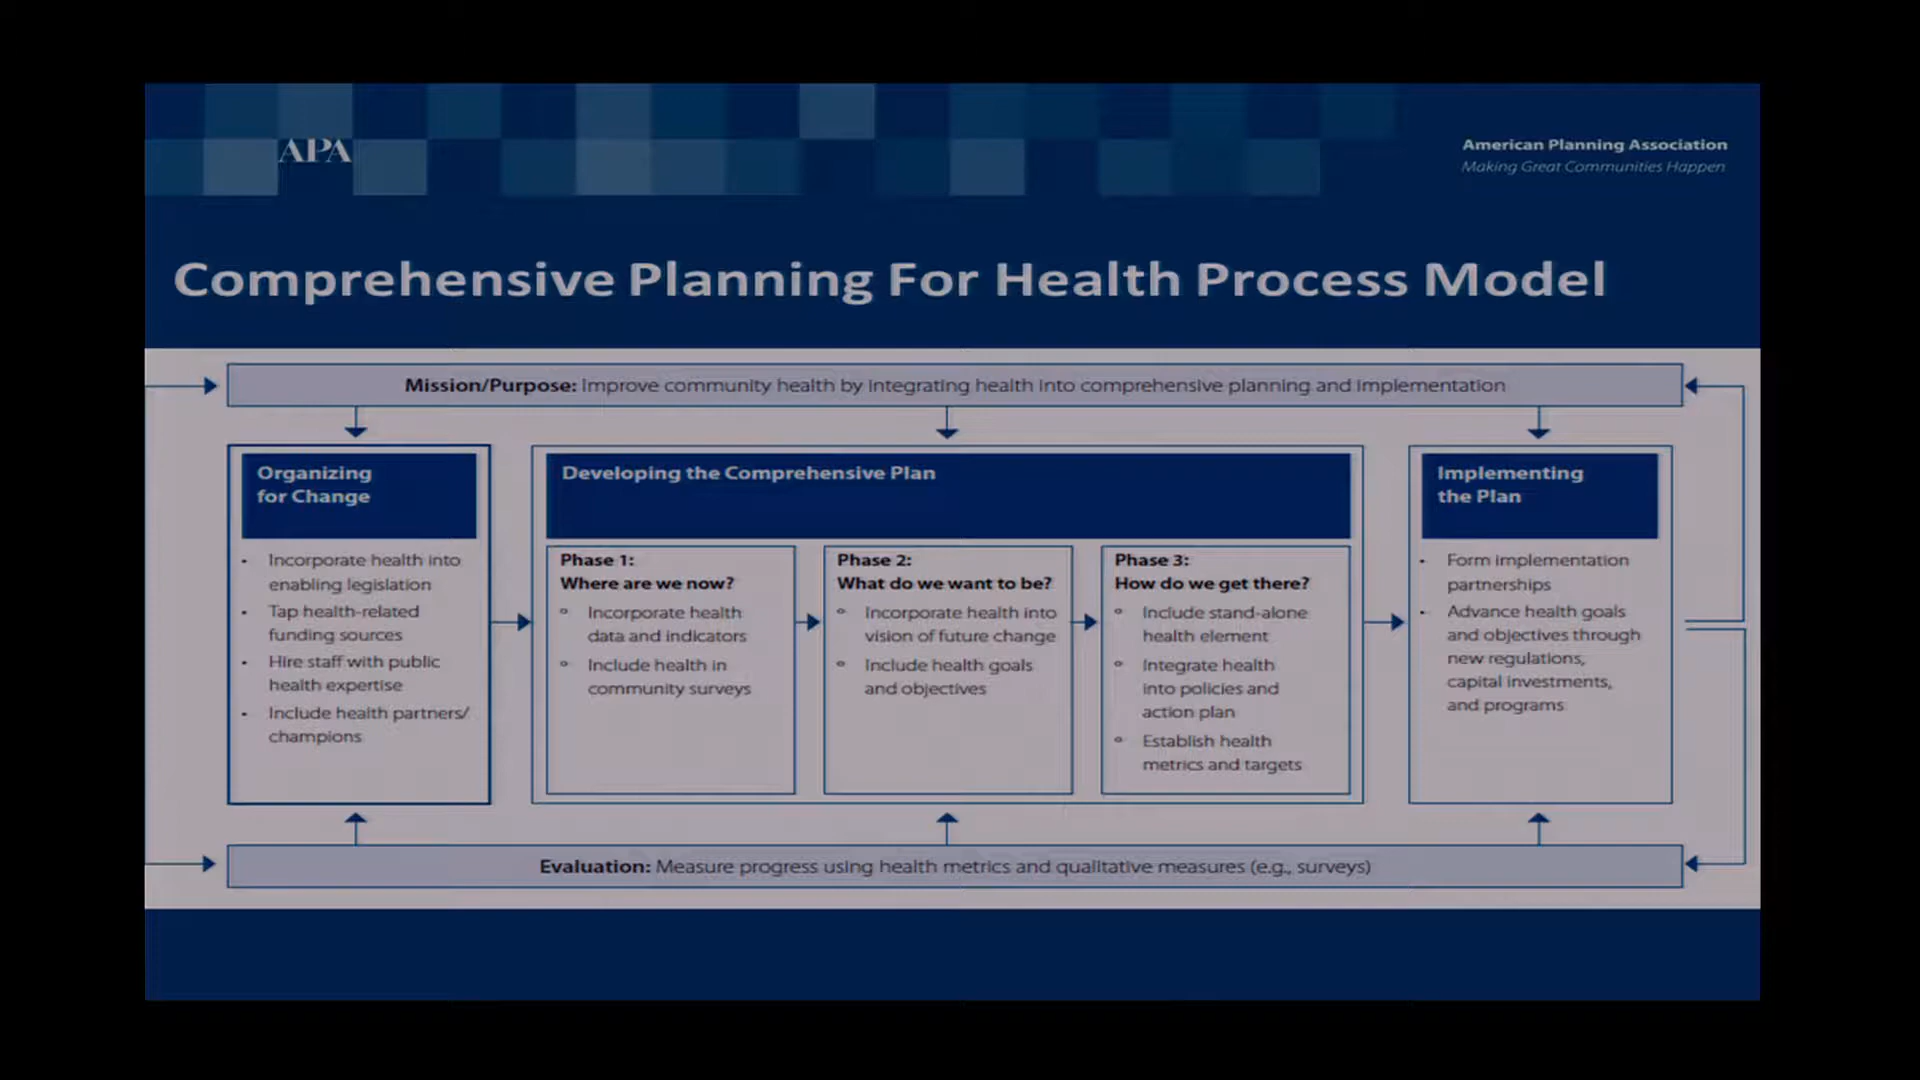 APA
American Planning Association
Making Great Communities Happen
Comprehensive Planning For Health Process Model
Mission/Purpose: Improve community health by integrating health into comprehensive planning and implementation
Organizing
for Change
• Incorporate health into
enabling legislation
• Tap health-related
funding sources
• Hire staff with public
health expertise
• Include health partners/
champions
Developing the Comprehensive Plan
Phase 1:
Where are we now?
° Incorporate health
data and indicators
° Include health in
community surveys
Phase 2:
What do we want to be?
° Incorporate health into
vision of future change
° Include health goals
and objectives
Phase 3:
How do we get there?
° Include stand-alone
health element
° Integrate health
into policies and
action plan
° Establish health
metrics and targets
Implementing
the Plan
• Form implementation
partnerships
• Advance health goals
and objectives through
new regulations,
capital investments,
and programs
Evaluation: Measure progress using health metrics and qualitative measures (e.g., surveys)